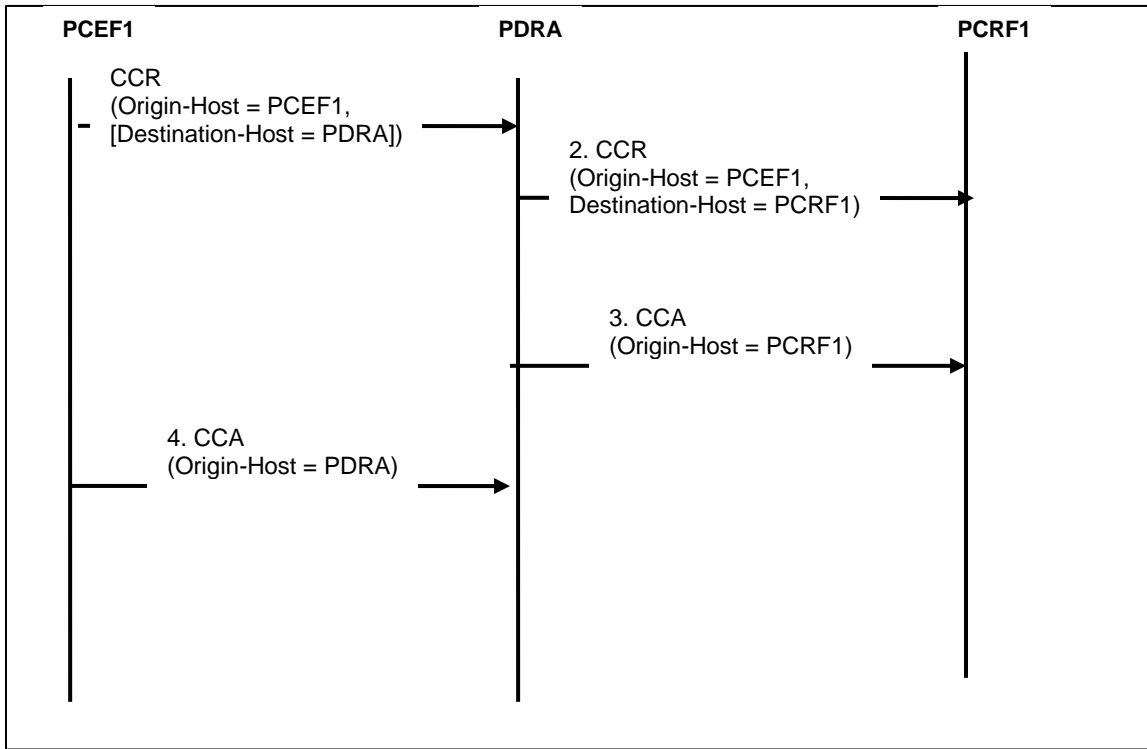 PCEF1
PDRA
PCRF1
CCR
(Origin-Host = PCEF1,
[Destination-Host = PDRA])
2. CCR
(Origin-Host = PCEF1,
Destination-Host = PCRF1)
3. CCA
(Origin-Host = PCRF1)
4. CCA
(Origin-Host = PDRA)